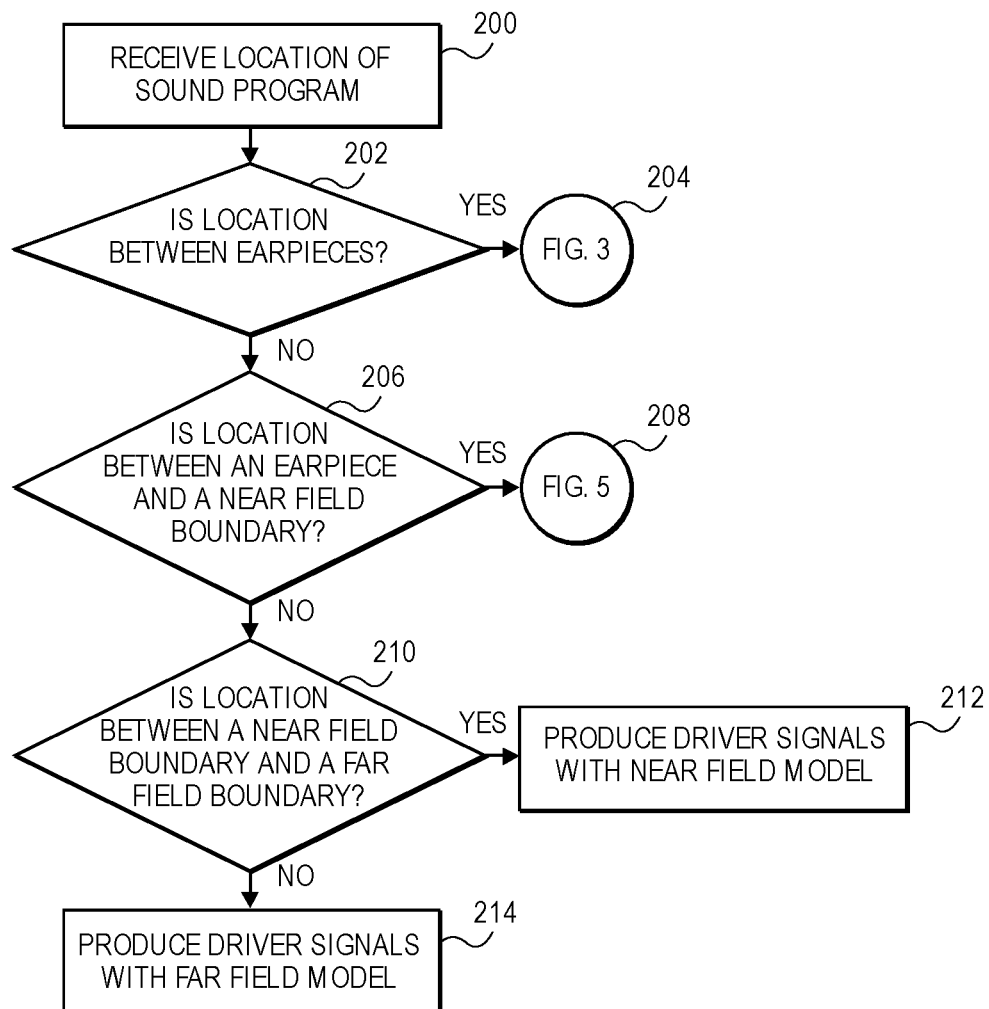 200
RECEIVE LOCATION OF
SOUND PROGRAM
202
IS LOCATION
BETWEEN EARPIECES?
YES
204
FIG. 3
NO
206
IS LOCATION
BETWEEN AN EARPIECE
AND A NEAR FIELD
BOUNDARY?
YES
208
FIG. 5
NO
210
IS LOCATION
BETWEEN A NEAR FIELD
BOUNDARY AND A FAR
FIELD BOUNDARY?
YES
212
PRODUCE DRIVER SIGNALS
WITH NEAR FIELD MODEL
NO
214
PRODUCE DRIVER SIGNALS
WITH FAR FIELD MODEL